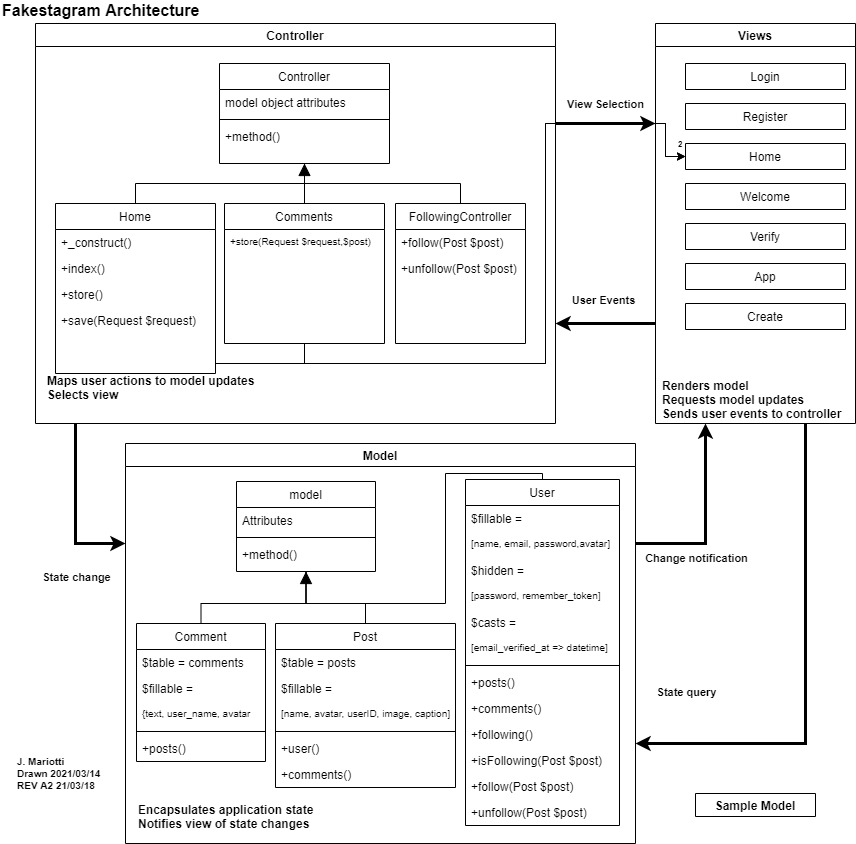 Fakestagram Architecture
Controller
Controller
model object attributes
+method()
Home
+_construct()
+index()
+store()
+save(Request $request)
Comments
+store(Request $request,$post)
FollowingController
+follow(Post $post)
+unfollow(Post $post)
Maps user actions to model updates
Selects view
View Selection
User Events
Views
Login
Register
2
Home
Welcome
Verify
App
Create
Renders model
Requests model updates
Sends user events to controller
State change
Model
model
Attributes
+method()
Comment
$table = comments
$fillable =
{text, user_name, avatar
+posts()
Post
$table = posts
$fillable =
[name, avatar, userID, image, caption]
+user()
+comments()
User
$fillable =
[name, email, password,avatar]
$hidden =
[password, remember_token]
$casts =
[email_verified_at => datetime]
+posts()
+comments()
+following()
+isFollowing(Post $post)
+follow(Post $post)
+unfollow(Post $post)
Encapsulates application state
Notifies view of state changes
Change notification
State query
J. Mariotti
Drawn 2021/03/14
REV A2 21/03/18
Sample Model